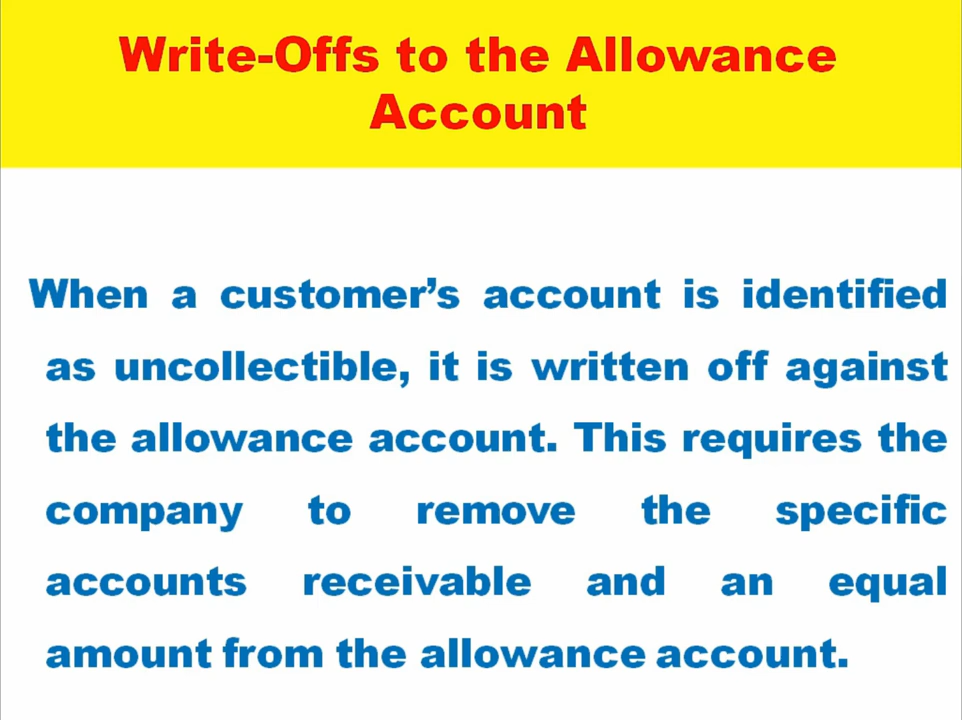 Write-Offs to the Allowance
Account
When a customer’s account is identified
as uncollectible, it is written off against
the allowance account. This requires the
company to remove the specific
accounts receivable and an equal
amount from the allowance account.